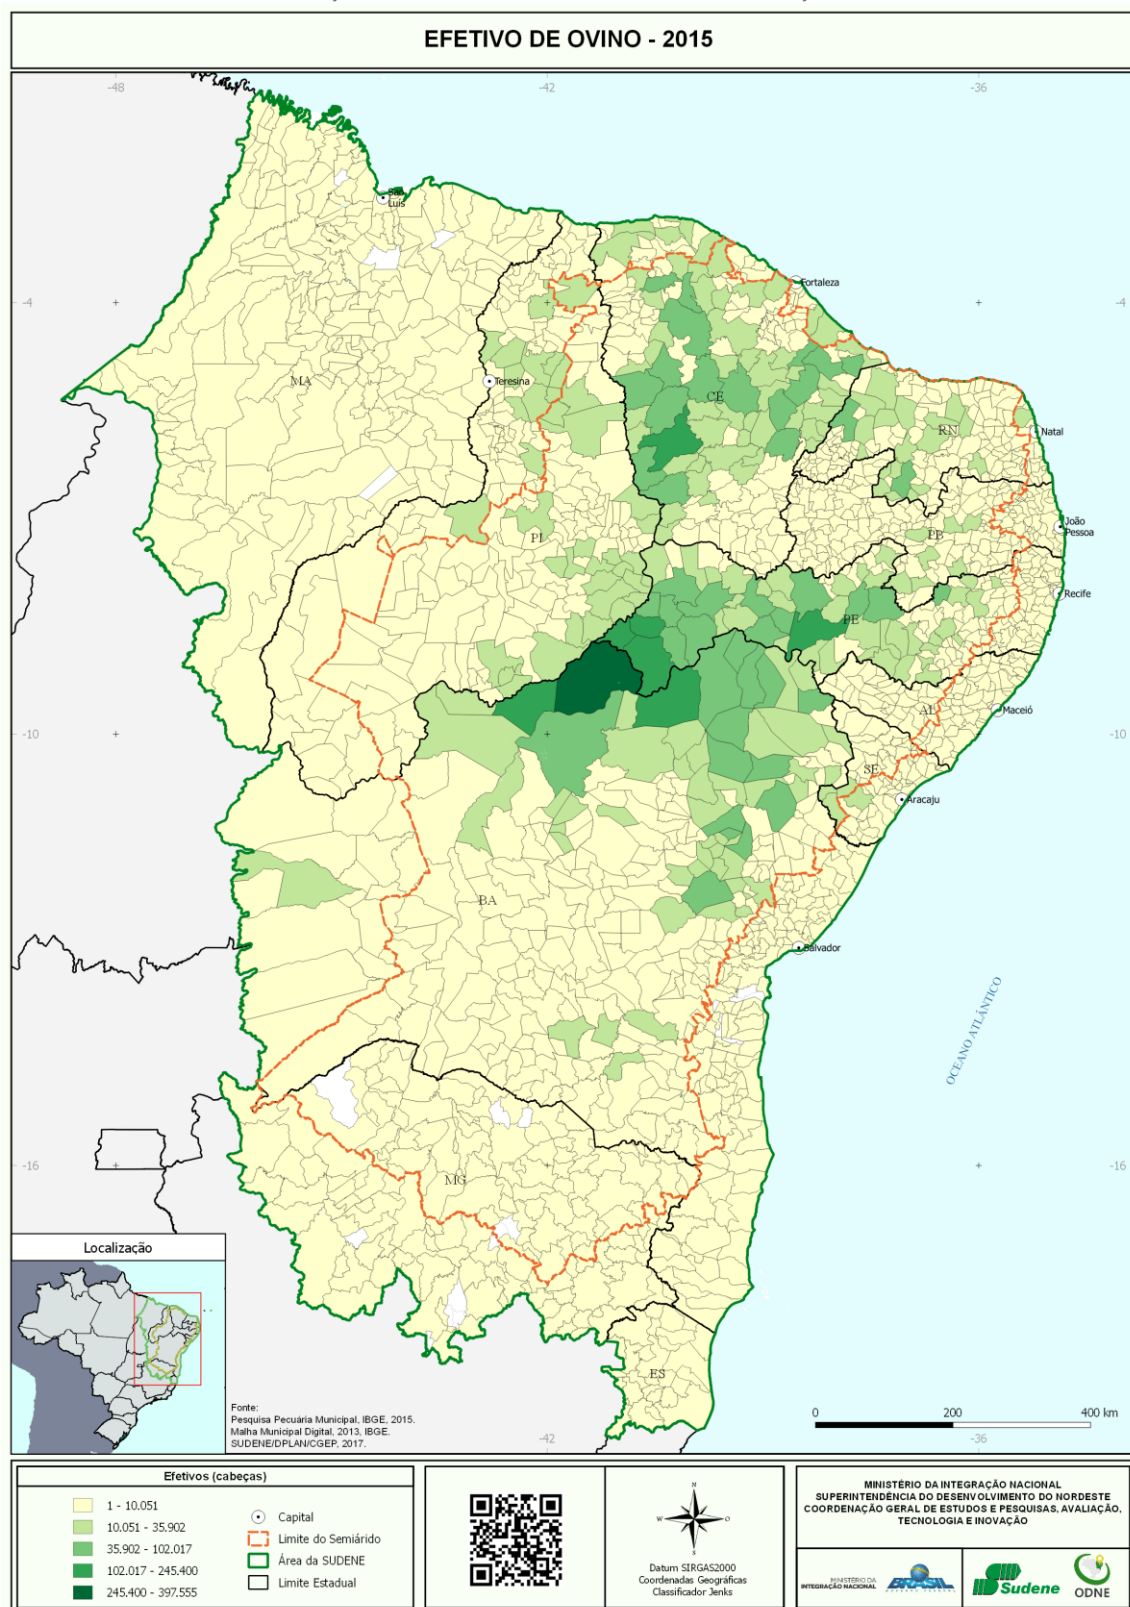 EFETIVO DE OVINO - 2015
-48
-42
-36
São
Luís
Fortaleza
-4
-4
MA
Teresina
CE
RN
Natal
PI
PB
João
Pessoa
Recife
PE
AL
Maceió
-10
-10
SE
Aracaju
BA
Salvador
OCEANO ATLÂNTICO
-16
-16
MG
ES
Localização
Fonte:
Pesquisa Pecuária Municipal, IBGE, 2015.
Malha Municipal Digital, 2013, IBGE.
SUDENE/DPLAN/CGEP, 2017.
0 200 400 km
-42
-36
Efetivos (cabeças)
1 - 10.051
10.051 - 35.902
35.902 - 102.017
102.017 - 245.400
245.400 - 397.555
Capital
Limite do Semiárido
Área da SUDENE
Limite Estadual
N
W O
S
Datum SIRGAS2000
Coordenadas Geográficas
Classificador Jenks
MINISTÉRIO DA INTEGRAÇÃO NACIONAL
SUPERINTENDÊNCIA DO DESENVOLVIMENTO DO NORDESTE
COORDENAÇÃO GERAL DE ESTUDOS E PESQUISAS, AVALIAÇÃO,
TECNOLOGIA E INOVAÇÃO
MINISTÉRIO DA
INTEGRAÇÃO NACIONAL
BRASIL
Sudene
ODNE